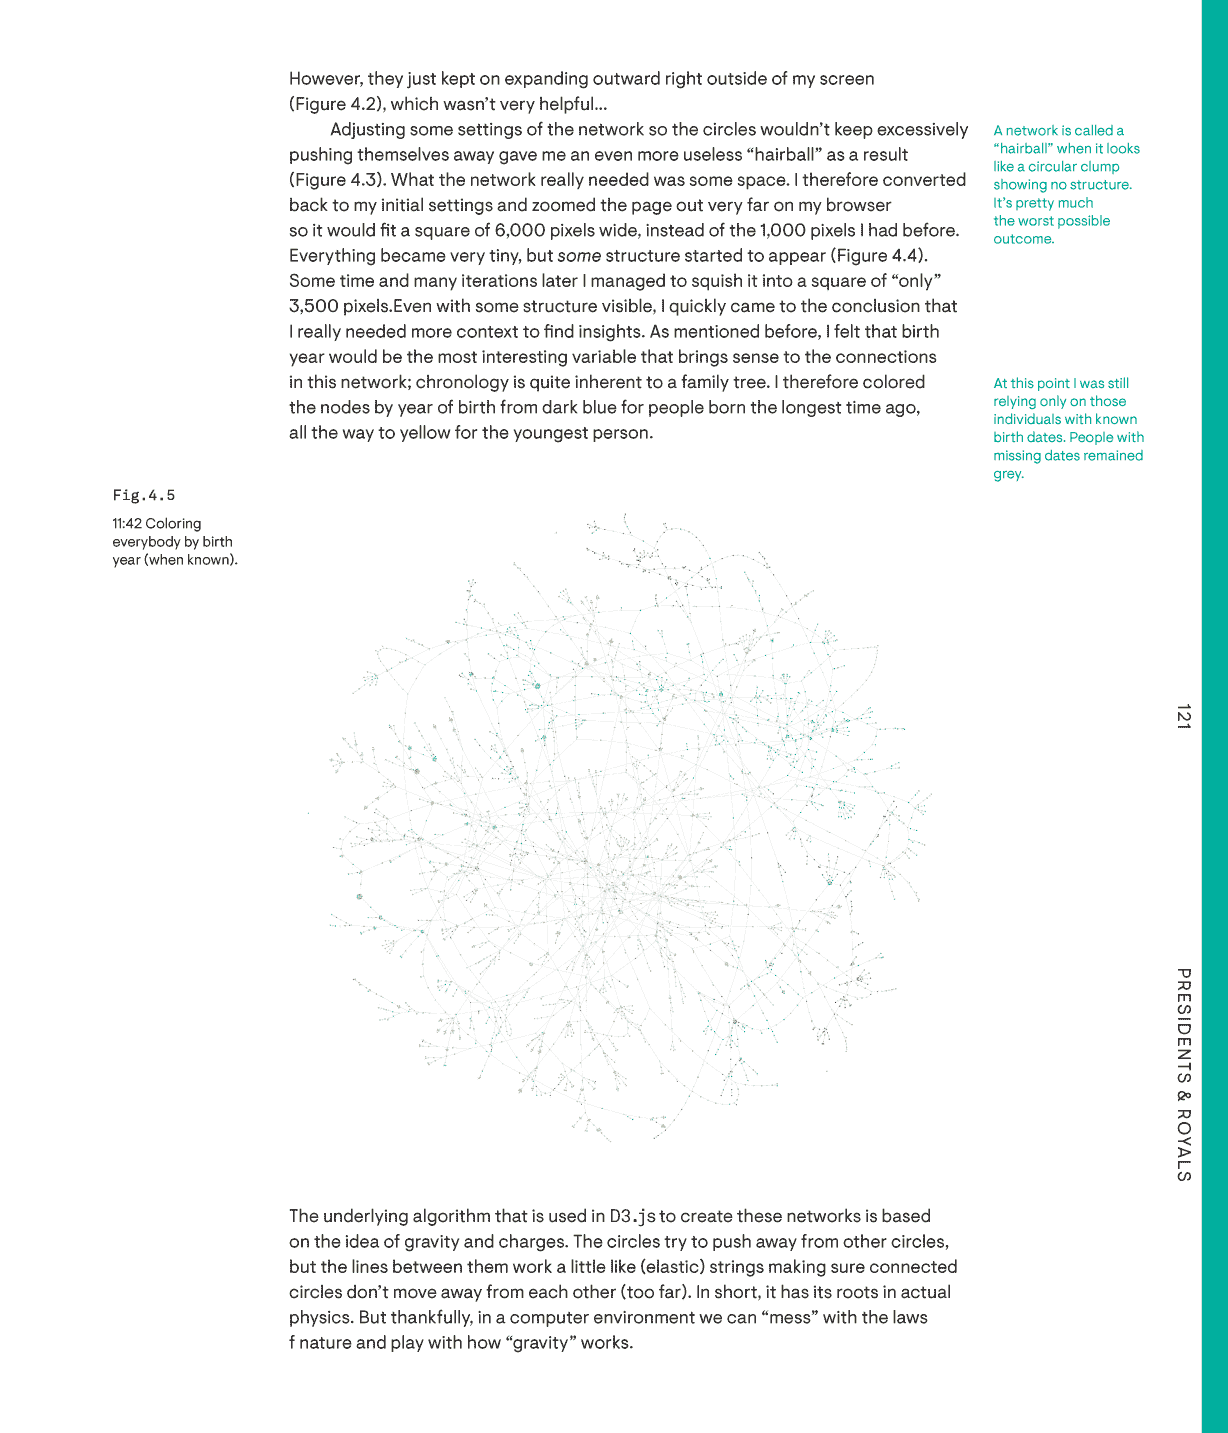 However, they just kept on expanding outward right outside of my screen
(Figure 4.2), which wasn’t very helpful...
Adjusting some settings of the network so the circles wouldn’t keep excessively
pushing themselves away gave me an even more useless “hairball” as a result
(Figure 4.3). What the network really needed was some space. I therefore converted
back to my initial settings and zoomed the page out very far on my browser
so it would fit a square of 6,000 pixels wide, instead of the 1,000 pixels I had before.
Everything became very tiny, but some structure started to appear (Figure 4.4).
Some time and many iterations later I managed to squish it into a square of “only”
3,500 pixels.Even with some structure visible, I quickly came to the conclusion that
I really needed more context to find insights. As mentioned before, I felt that birth
year would be the most interesting variable that brings sense to the connections
in this network; chronology is quite inherent to a family tree. I therefore colored
the nodes by year of birth from dark blue for people born the longest time ago,
all the way to yellow for the youngest person.
A network is called a
“hairball” when it looks
like a circular clump
showing no structure.
It’s pretty much
the worst possible
outcome.
At this point I was still
relying only on those
individuals with known
birth dates. People with
missing dates remained
grey.
Fig.4.5
11:42 Coloring
everybody by birth
year (when known).
121
PRESIDENTS & ROYALS
The underlying algorithm that is used in D3.js to create these networks is based
on the idea of gravity and charges. The circles try to push away from other circles,
but the lines between them work a little like (elastic) strings making sure connected
circles don’t move away from each other (too far). In short, it has its roots in actual
physics. But thankfully, in a computer environment we can “mess” with the laws
f nature and play with how “gravity” works.